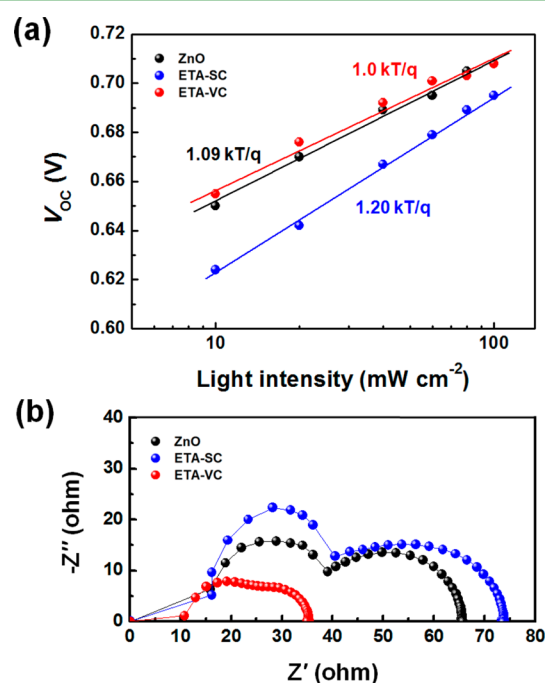 (a)
0.72
0.70
0.68
0.66
0.64
0.62
0.60
V_OC (V)
ZnO
ETA-SC
ETA-VC
1.0 kT/q
1.09 kT/q
1.20 kT/q
10
100
Light intensity (mW cm⁻²)
(b)
40
30
20
10
0
-Z″ (ohm)
ZnO
ETA-SC
ETA-VC
0 10 20 30 40 50 60 70 80
Z′ (ohm)